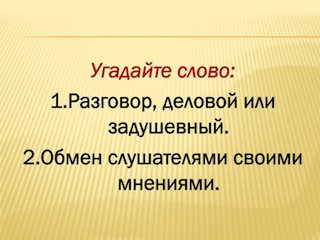 Угадайте слово:
1.Разговор, деловой или
задушевный.
2.Обмен слушателями своими
мнениями.